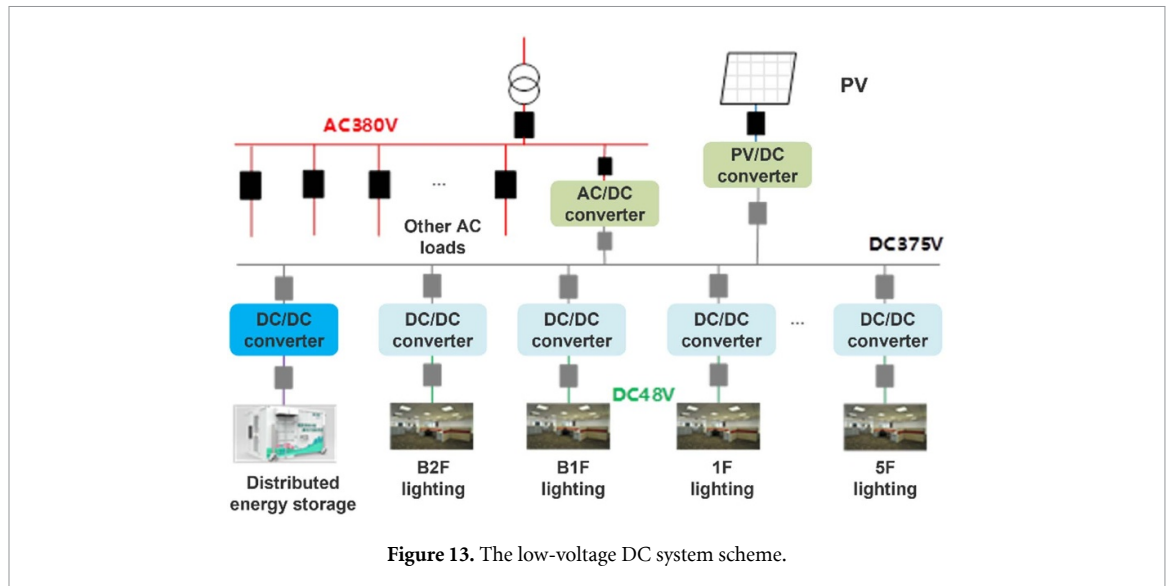 PV
AC380V
PV/DC
converter
...
AC/DC
converter
Other AC
loads
DC375V
DC/DC
converter
DC/DC
converter
DC/DC
converter
DC/DC
converter
...
DC/DC
converter
DC48V
Distributed
energy storage
B2F
lighting
B1F
lighting
1F
lighting
5F
lighting
Figure 13. The low-voltage DC system scheme.